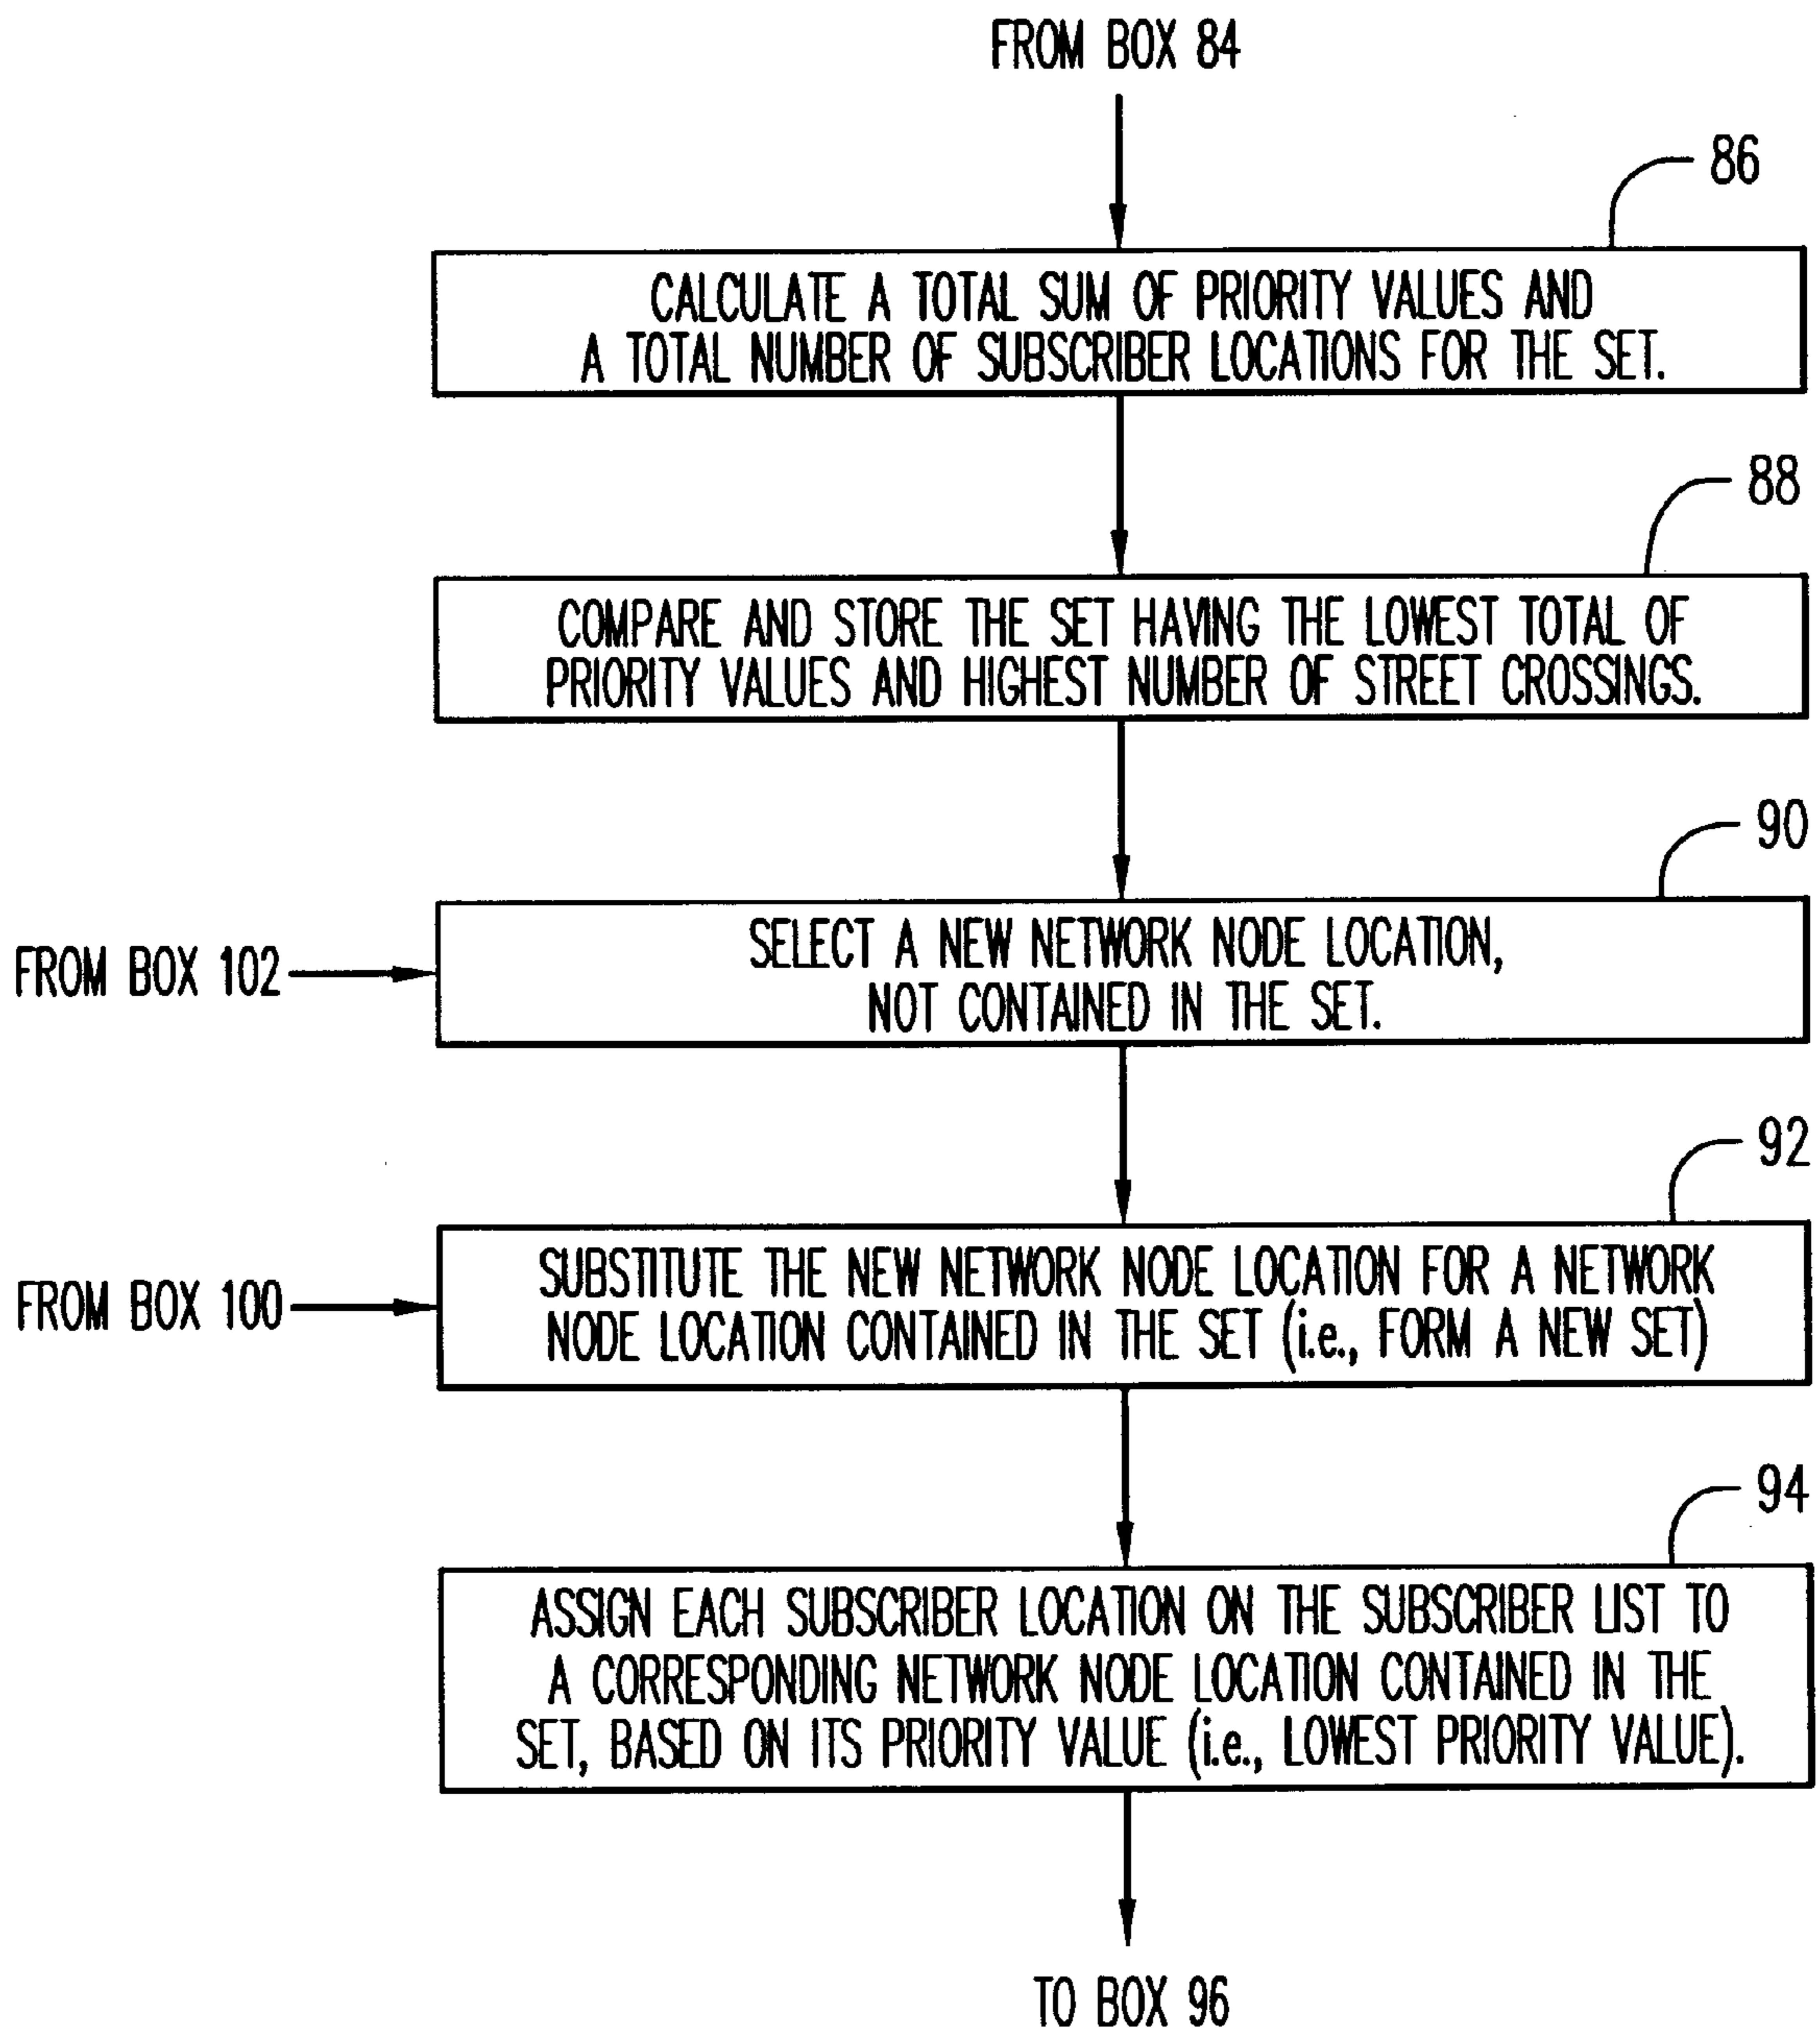 FROM BOX 84
86
CALCULATE A TOTAL SUM OF PRIORITY VALUES AND
A TOTAL NUMBER OF SUBSCRIBER LOCATIONS FOR THE SET.
88
COMPARE AND STORE THE SET HAVING THE LOWEST TOTAL OF
PRIORITY VALUES AND HIGHEST NUMBER OF STREET CROSSINGS.
90
FROM BOX 102
SELECT A NEW NETWORK NODE LOCATION,
NOT CONTAINED IN THE SET.
92
FROM BOX 100
SUBSTITUTE THE NEW NETWORK NODE LOCATION FOR A NETWORK
NODE LOCATION CONTAINED IN THE SET (i.e., FORM A NEW SET)
94
ASSIGN EACH SUBSCRIBER LOCATION ON THE SUBSCRIBER LIST TO
A CORRESPONDING NETWORK NODE LOCATION CONTAINED IN THE
SET, BASED ON ITS PRIORITY VALUE (i.e., LOWEST PRIORITY VALUE).
TO BOX 96